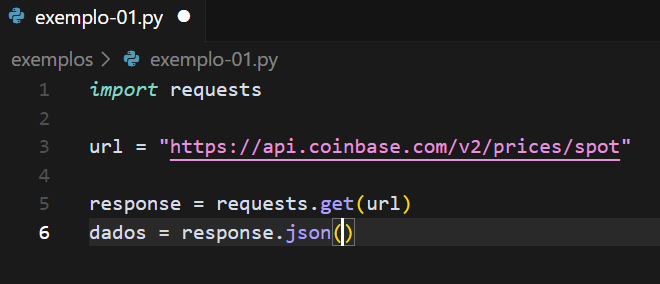 exemplo-01.py
exemplos > exemplo-01.py
1 import requests
2
3 url = "https://api.coinbase.com/v2/prices/spot"
4
5 response = requests.get(url)
6 dados = response.json()